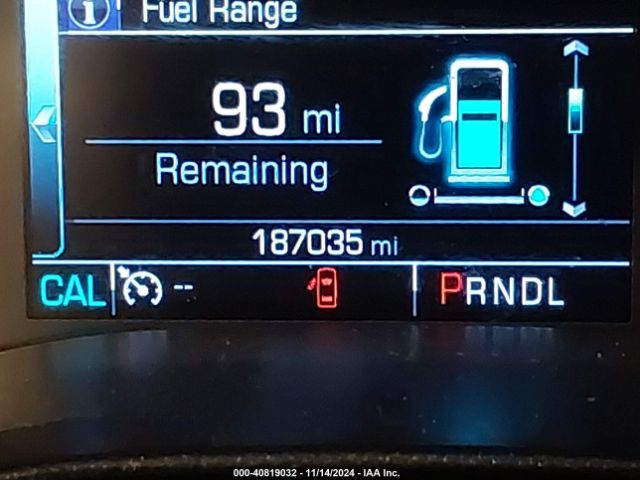 i Fuel Range
93 mi
Remaining
187035 mi
CAL -- PRNDL
000-40819032 - 11/14/2024 - IAA Inc.